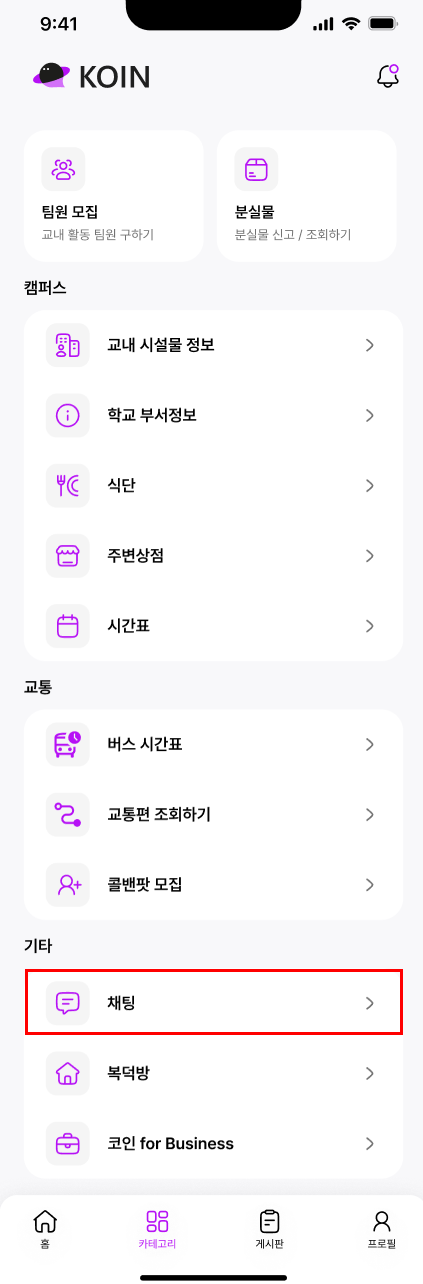 9:41
KOIN
팀원 모집
교내 활동 팀원 구하기
분실물
분실물 신고 / 조회하기
캠퍼스
교내 시설물 정보
학교 부서정보
식단
주변상점
시간표
교통
버스 시간표
교통편 조회하기
콜밴팟 모집
기타
채팅
복덕방
코인 for Business
홈
카테고리
게시판
프로필